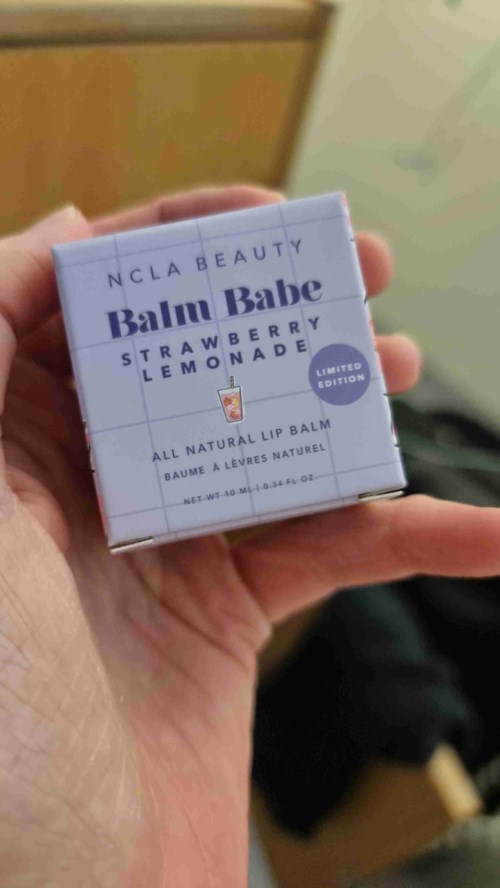 NCLA BEAUTY
Balm Babe
STRAWBERRY
LEMONADE
LIMITED
EDITION
ALL NATURAL LIP BALM
BAUME À LÈVRES NATUREL
NET WT 10 ML | 0.34 FL OZ.